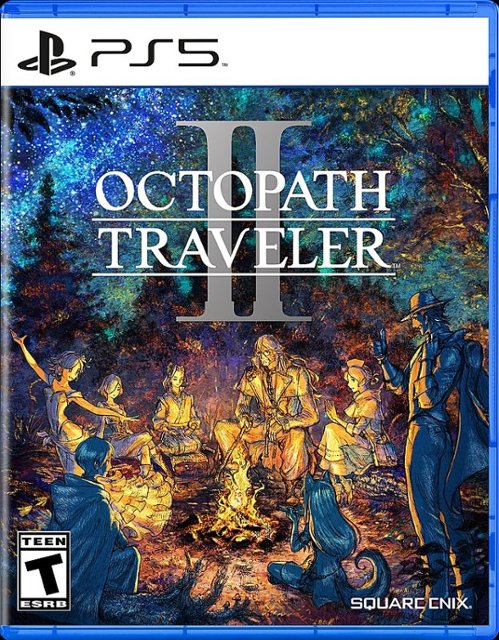 PS5
II
OCTOPATH
TRAVELER
TEEN
T
ESRB
SQUARE ENIX